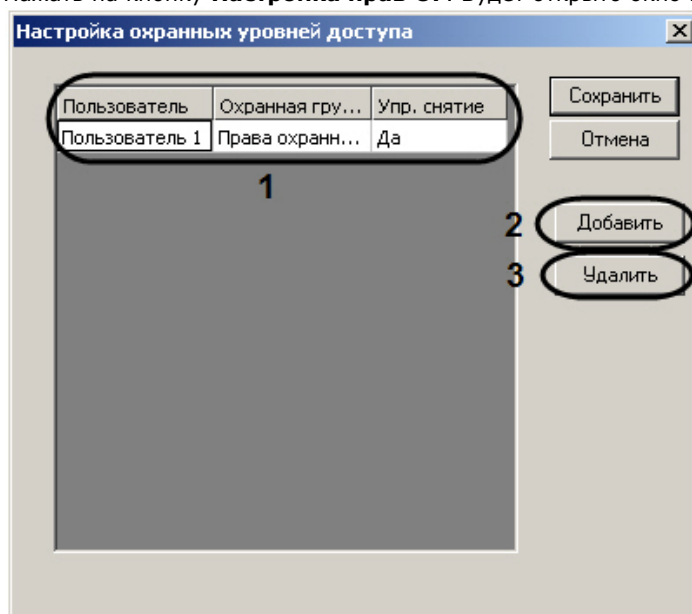 Настройка охранных уровней доступа
Пользователь Охранная гру... Упр. снятие
Пользователь 1 Права охранн... Да
1
Сохранить
Отмена
2 Добавить
3 Удалить